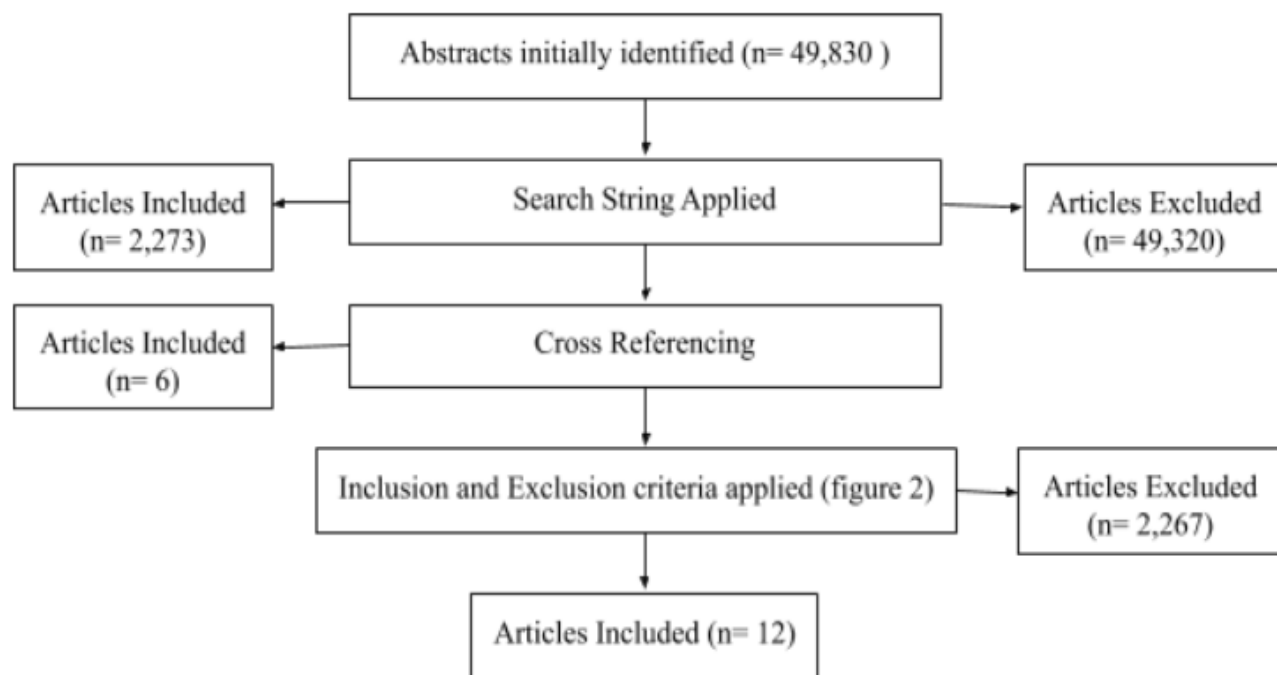 Abstracts initially identified (n= 49,830 )
Search String Applied
Articles Included
(n= 2,273)
Articles Excluded
(n= 49,320)
Cross Referencing
Articles Included
(n= 6)
Inclusion and Exclusion criteria applied (figure 2)
Articles Excluded
(n= 2,267)
Articles Included (n= 12)